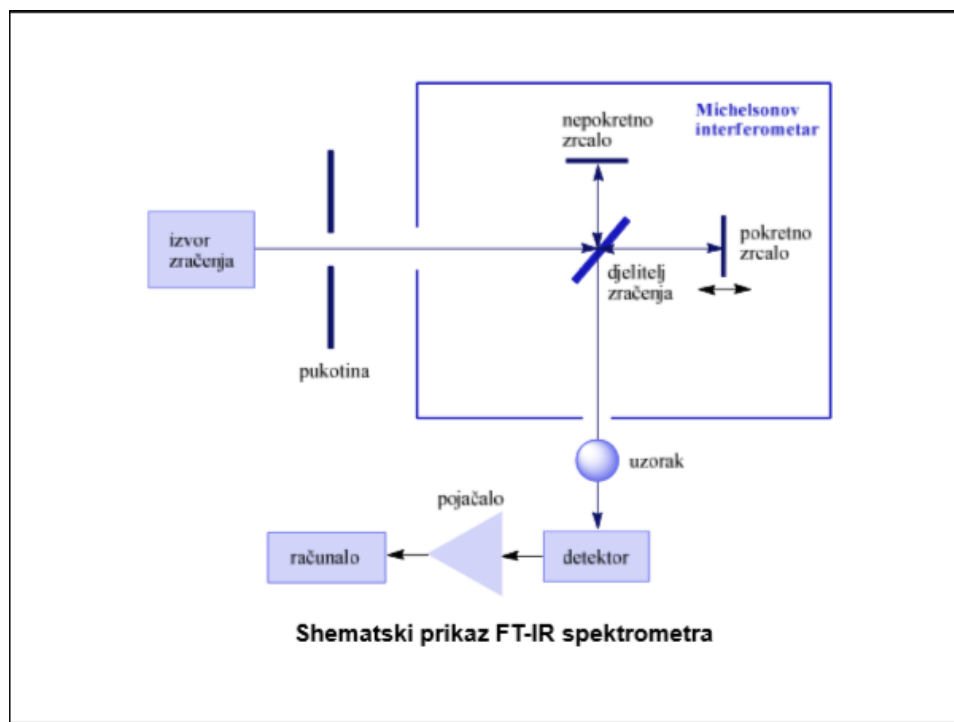 Michelsonov
interferometar
nepokretno
zrcalo
izvor
zračenja
pokretno
zrcalo
djelitelj
zračenja
pukotina
uzorak
pojačalo
računalo
detektor
Shematski prikaz FT-IR spektrometra